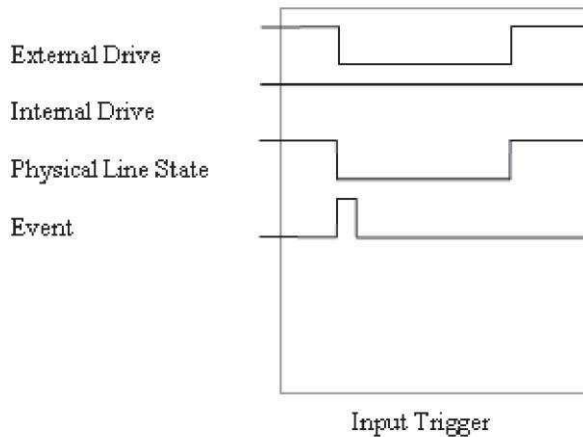 External Drive
Internal Drive
Physical Line State
Event
Input Trigger